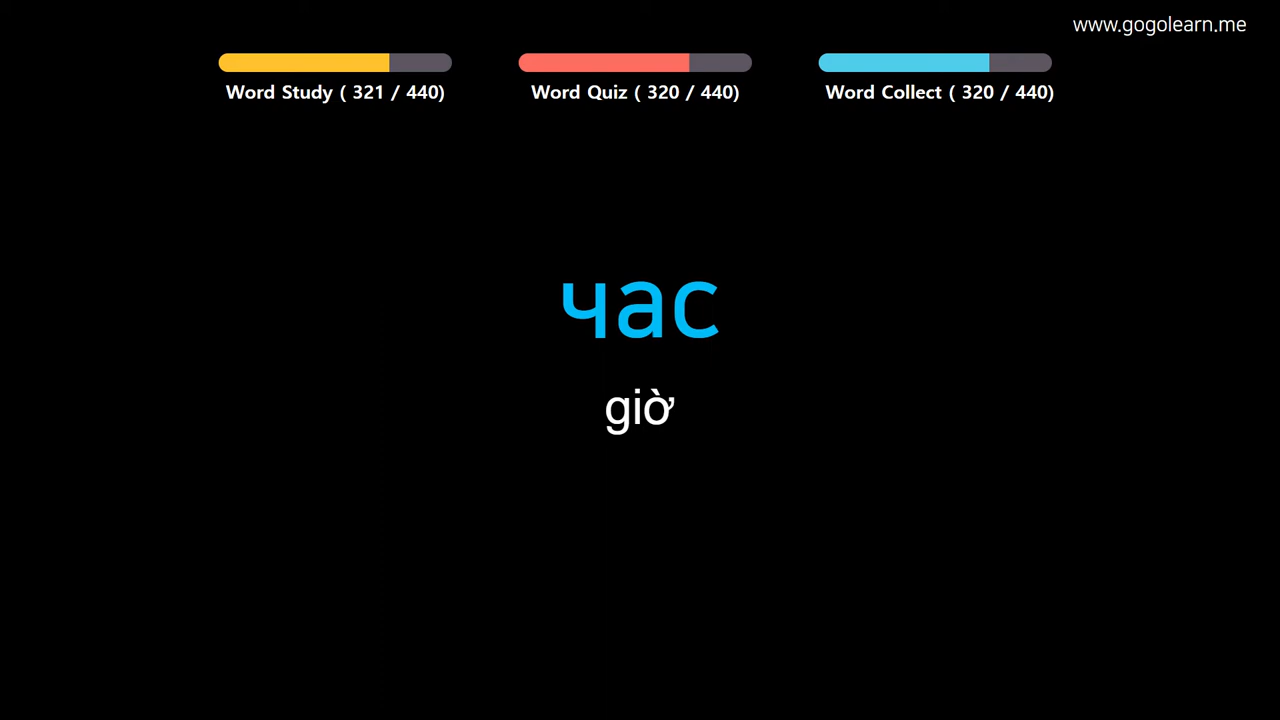 www.gogolearn.me
Word Study ( 321 / 440)
Word Quiz ( 320 / 440)
Word Collect ( 320 / 440)
час
giờ